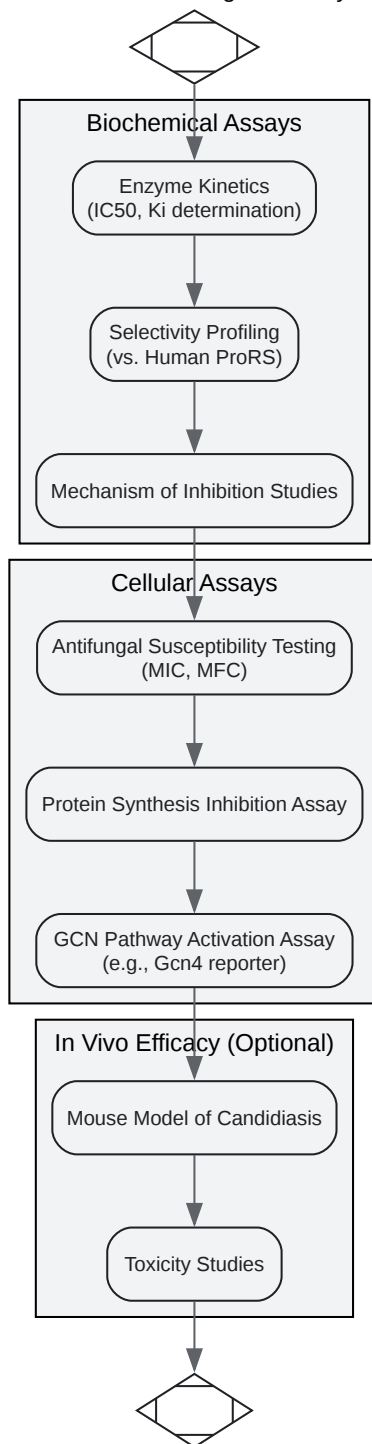 Biochemical Assays
Enzyme Kinetics
(IC50, Ki determination)
Selectivity Profiling
(vs. Human ProRS)
Mechanism of Inhibition Studies
Cellular Assays
Antifungal Susceptibility Testing
(MIC, MFC)
Protein Synthesis Inhibition Assay
GCN Pathway Activation Assay
(e.g., Gcn4 reporter)
In Vivo Efficacy (Optional)
Mouse Model of Candidiasis
Toxicity Studies